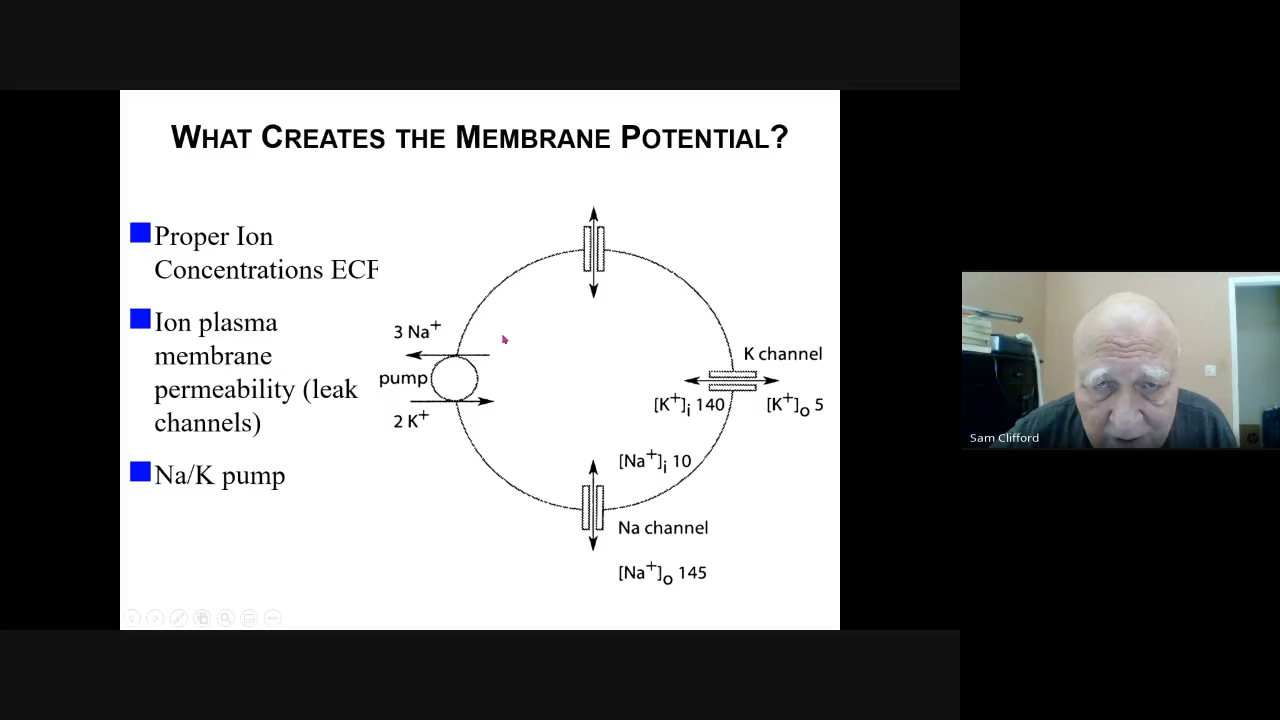 WHAT CREATES THE MEMBRANE POTENTIAL?
Proper Ion
Concentrations ECF
Ion plasma
membrane
permeability (leak
channels)
Na/K pump
3 Na+
pump
2 K+
K channel
[K+]i 140 [K+]o 5
[Na+]i 10
Na channel
[Na+]o 145
Sam Clifford